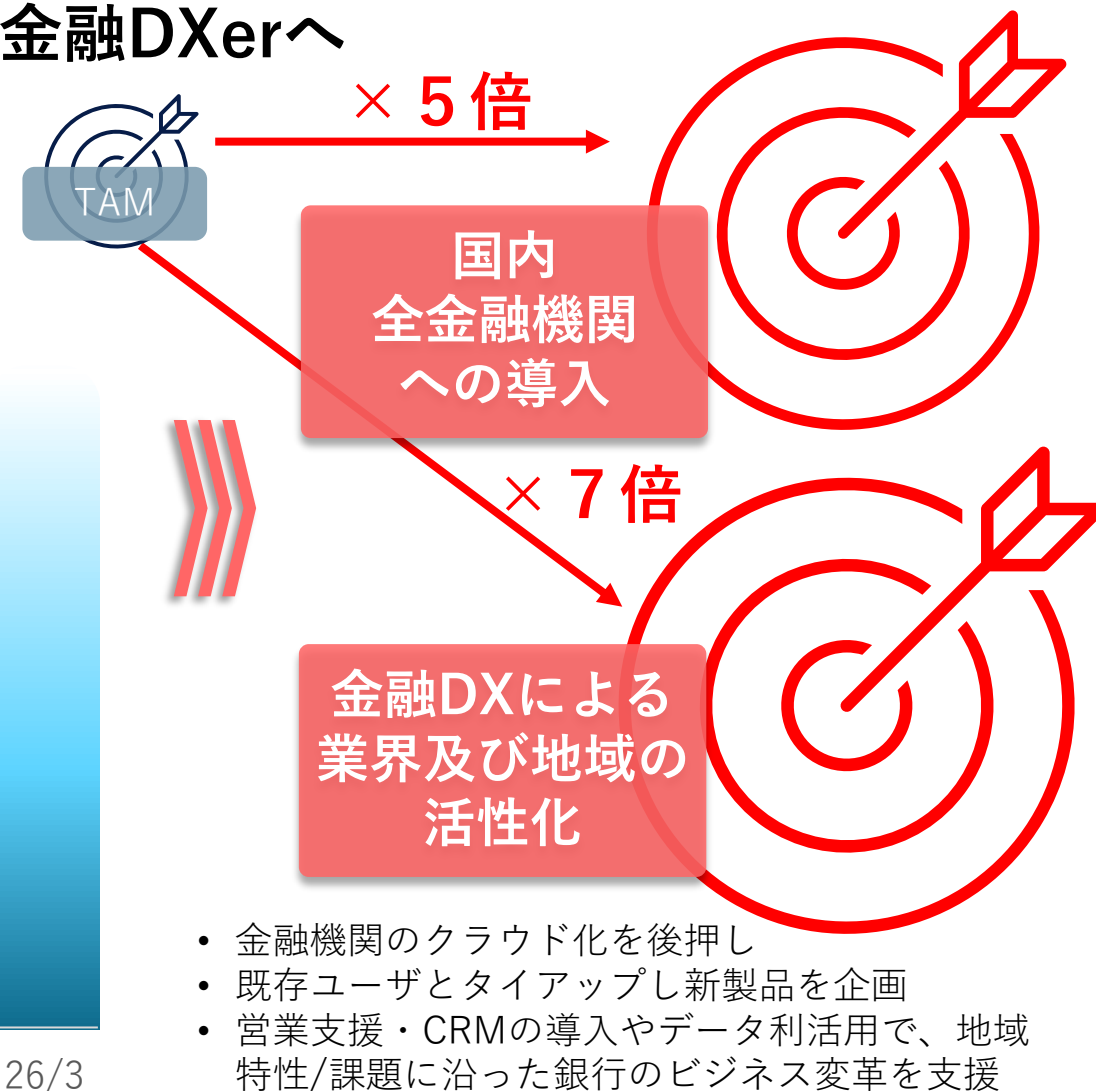 金融DXerへ
× 5倍
TAM
国内
全金融機関
への導入
× 7倍
金融DXによる
業界及び地域の
活性化
• 金融機関のクラウド化を後押し
• 既存ユーザとタイアップし新製品を企画
• 営業支援・CRMの導入やデータ利活用で、地域
特性/課題に沿った銀行のビジネス変革を支援
26/3